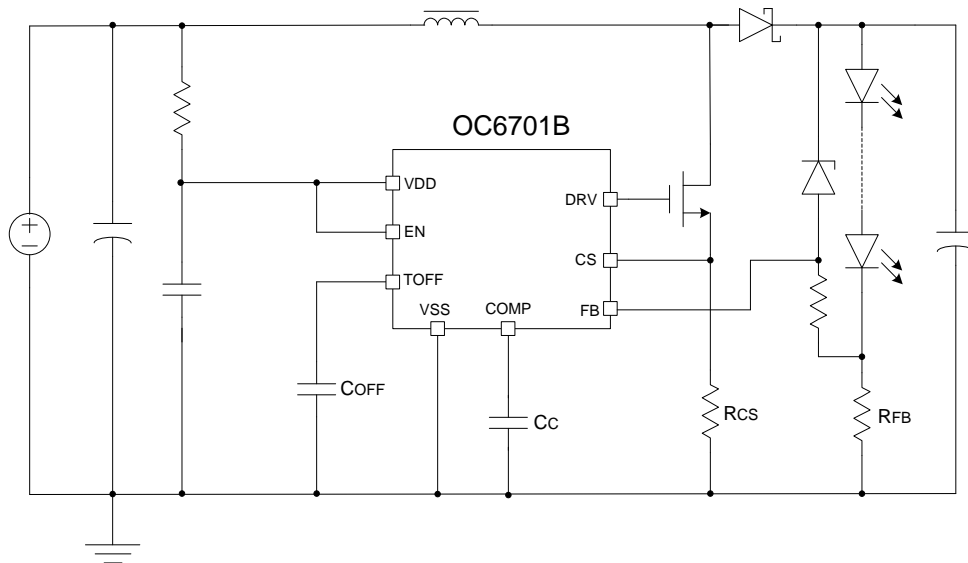 OC6701B
VDD
DRV
EN
CS
TOFF
VSS
COMP
FB
COFF
CC
RCS
RFB